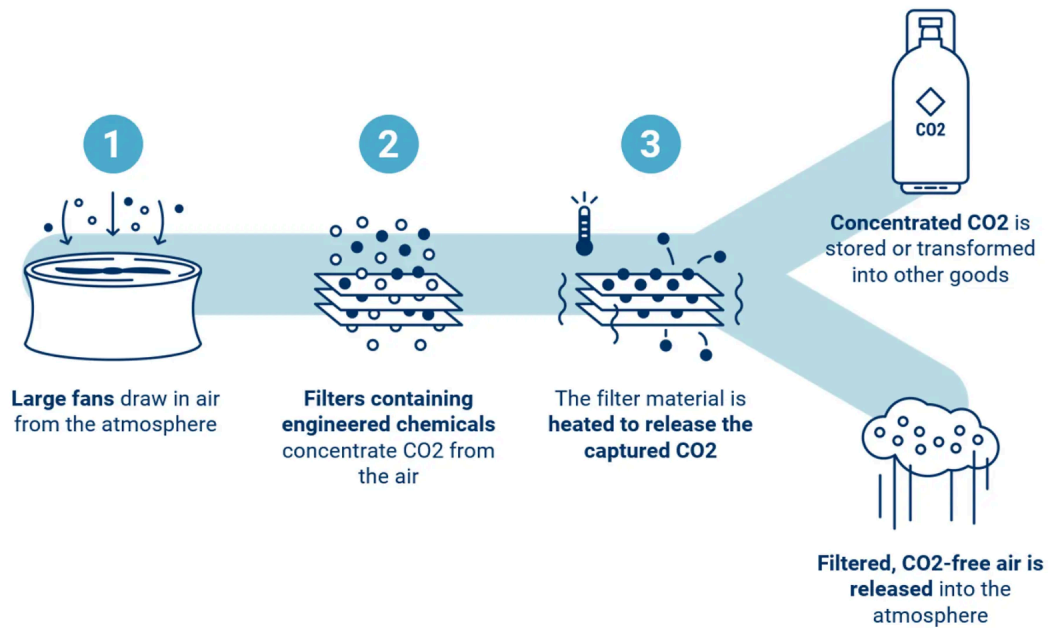 1
2
3
CO2
Large fans draw in air
from the atmosphere
Filters containing
engineered chemicals
concentrate CO2 from
the air
The filter material is
heated to release the
captured CO2
Concentrated CO2 is
stored or transformed
into other goods
Filtered, CO2-free air is
released into the
atmosphere